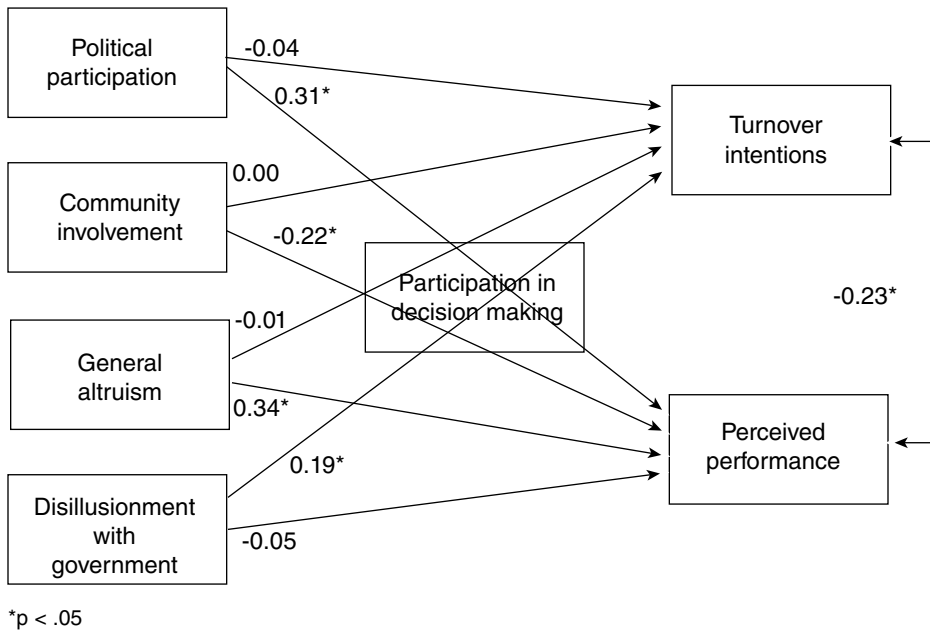 Political
participation
-0.04
0.31*
Turnover
intentions
Community
involvement
0.00
-0.22*
Participation in
decision making
-0.23*
General
altruism
-0.01
0.34*
Perceived
performance
Disillusionment
with
government
0.19*
-0.05
*p < .05